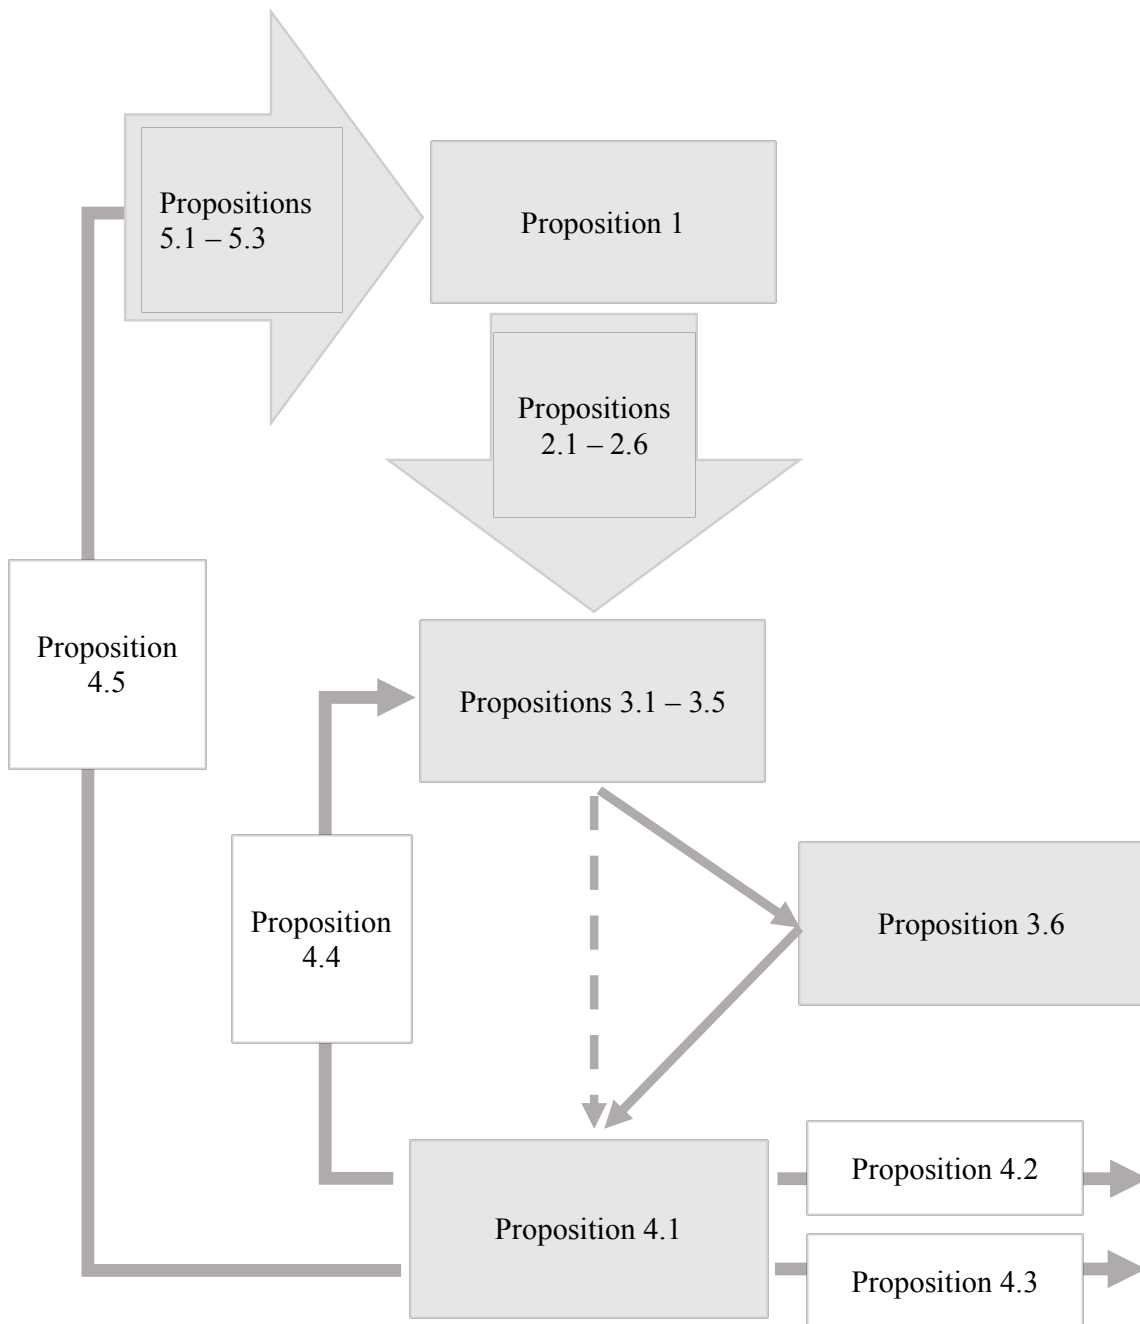 Propositions
5.1 – 5.3
Proposition 1
Propositions
2.1 – 2.6
Proposition
4.5
Propositions 3.1 – 3.5
Proposition
4.4
Proposition 3.6
Proposition 4.2
Proposition 4.1
Proposition 4.3